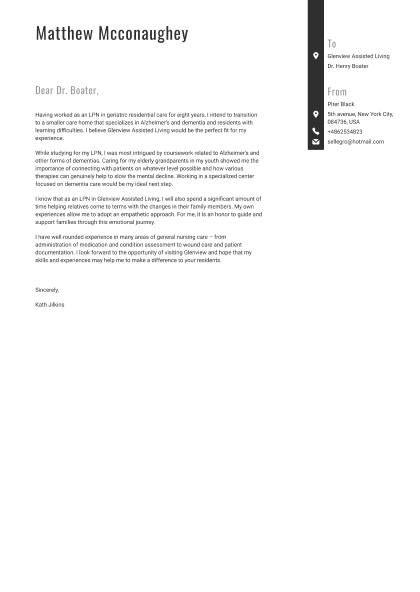 Matthew Mcconaughey
Dear Dr. Boater,
Having worked as an LPN in geriatric residential care for eight years, I intend to transition
to a smaller care home that specializes in Alzheimer's and dementia and residents with
learning difficulties. I believe Glenview Assisted Living would be the perfect fit for my
experience.
While studying for my LPN, I was most intrigued by coursework related to Alzheimer's and
other forms of dementias. Caring for my elderly grandparents in my youth showed me the
importance of connecting with patients on whatever level possible and how various
therapies can genuinely help to slow the mental decline. Working in a specialized center
focused on dementia care would be my ideal next step.
I know that as an LPN in Glenview Assisted Living, I will also spend a significant amount of
time helping relatives come to terms with the changes in their family members. My own
experiences allow me to adopt an empathetic approach. For me, it is an honor to guide and
support families through this emotional journey.
I have well-rounded experience in many areas of general nursing care – from
administration of medication and condition assessment to wound care and patient
documentation. I look forward to the opportunity of visiting Glenview and hope that my
skills and experiences may help me to make a difference to your residents.
Sincerely,
Kath Jilkins
To
Glenview Assisted Living
Dr. Henry Boater
From
Piter Black
5th avenue, New York City,
084736, USA
+4862534823
sellegro@hotmail.com